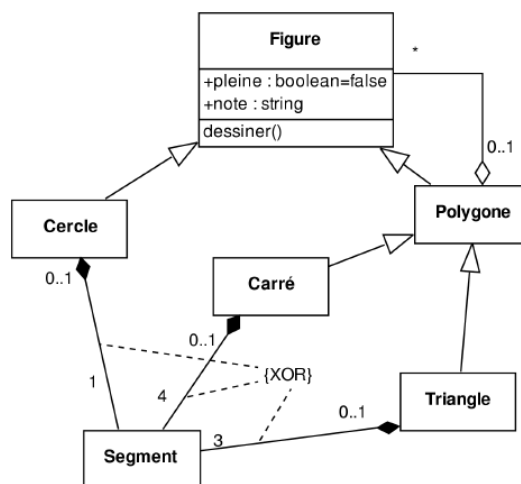 Figure
*
+pleine : boolean=false
+note : string
dessiner()
0..1
Cercle
Polygone
0..1
Carré
0..1
{XOR}
1
4
0..1
Triangle
3
Segment